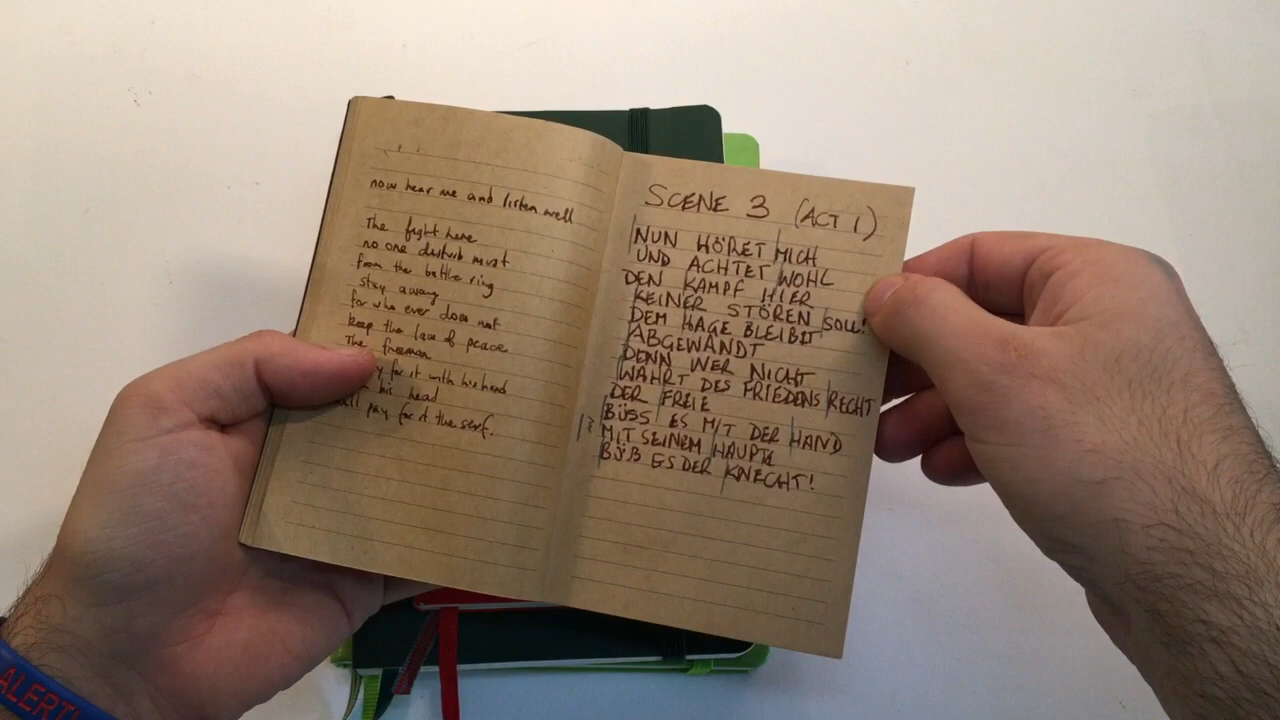 now hear me and listen well
The fight here
no one disturb must
from the battle ring
stay away
for who ever does not
keep the law of peace
The freeman
for it with his hand
his head
pay for it the serf.
SCENE 3 (ACT 1)
NUN HÖRET MICH
UND ACHTET WOHL
DEN KAMPF HIER
KEINER STÖREN SOLL!
DEM HAGE BLEIBET
ABGEWANDT
DENN WER NICHT
WAHRT DES FRIEDENS RECHT
DER FREIE
BÜSS ES MIT DER HAND
MIT SEINEM HAUPTE
BÜß ES DER KNECHT!
ALERT